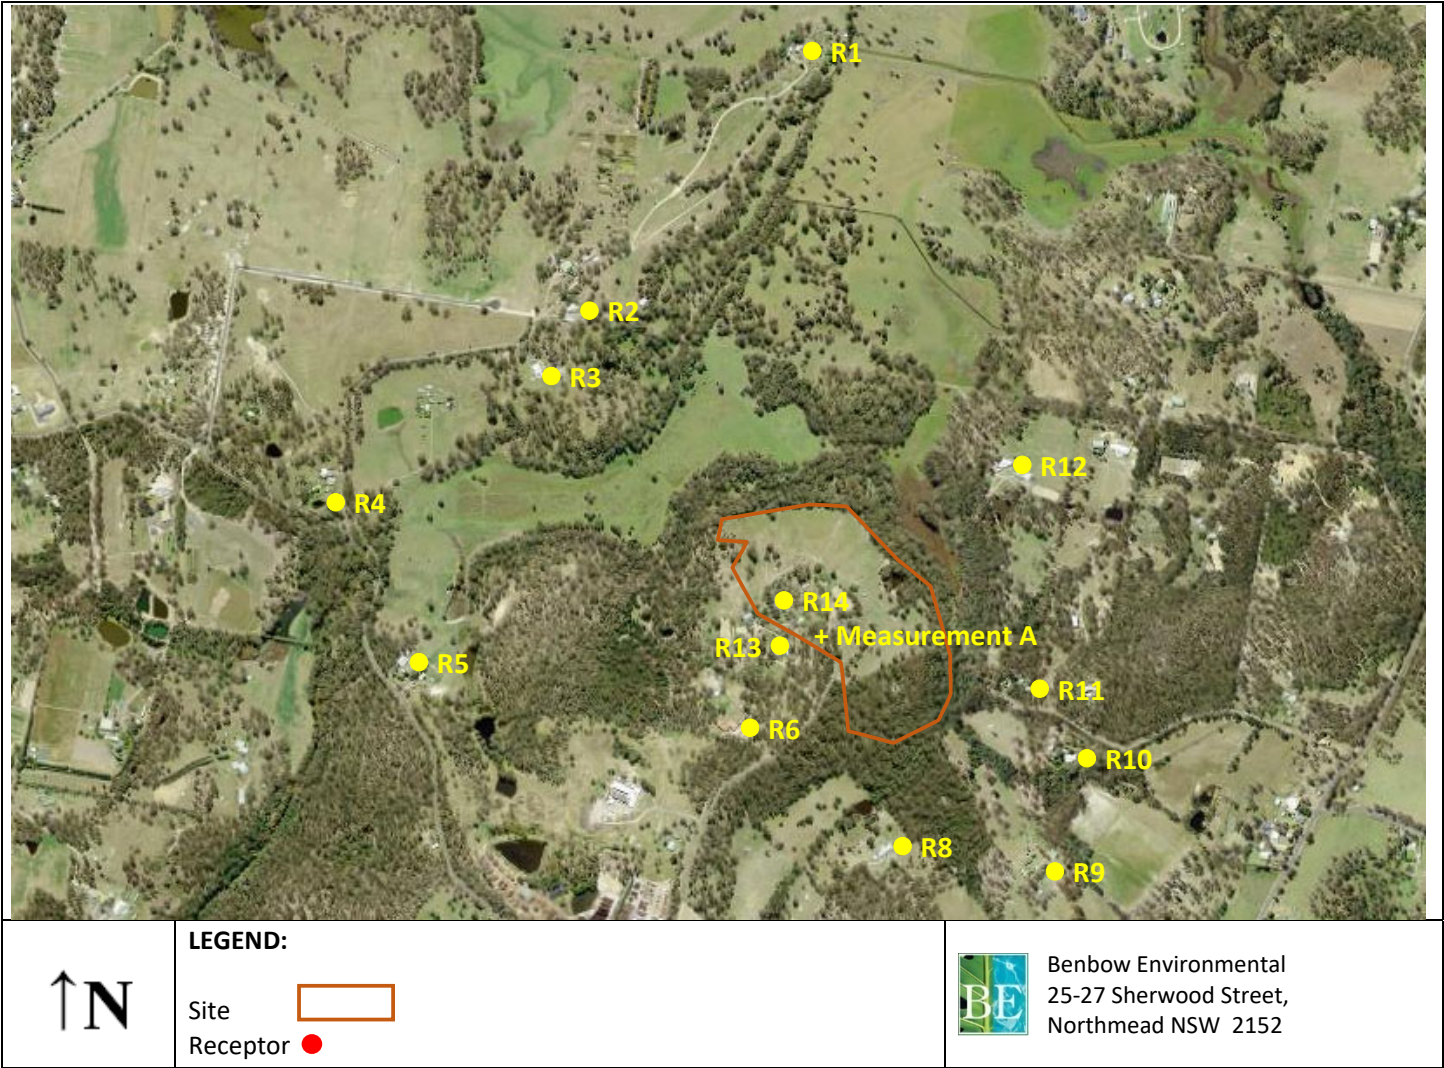 R1
R2
R3
R12
R4
R14
+ Measurement A
R13
R5
R11
R6
R10
R8
R9
LEGEND:
↑N
Site
Receptor
BE
Benbow Environmental
25-27 Sherwood Street,
Northmead NSW 2152